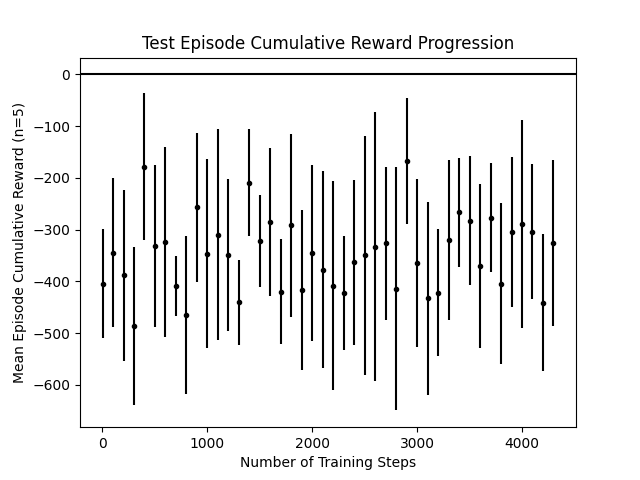 Test Episode Cumulative Reward Progression
Mean Episode Cumulative Reward (n=5)
0
−100
−200
−300
−400
−500
−600
0 1000 2000 3000 4000
Number of Training Steps